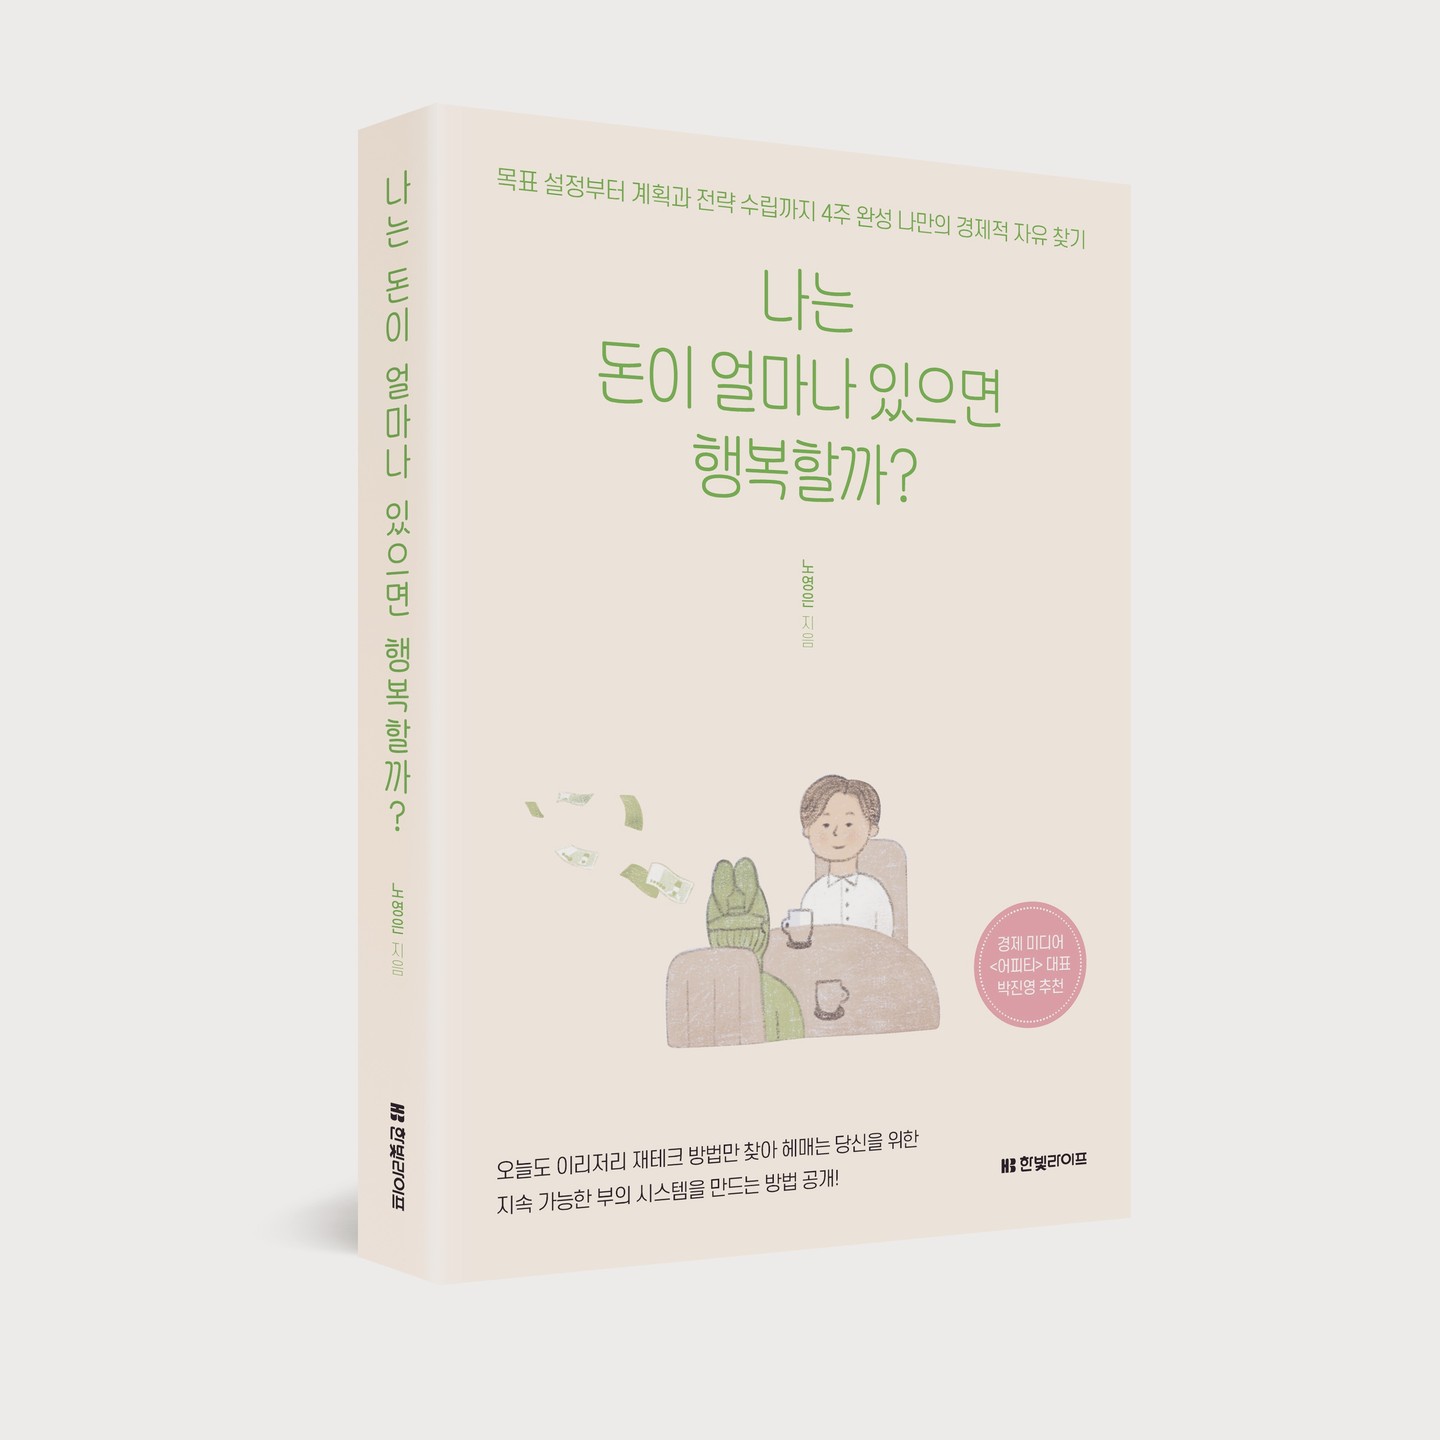 나는 돈이 얼마나 있으면 행복할까?
노영은 지음
HB 한빛라이프
목표 설정부터 계획과 전략 수립까지 4주 완성 나만의 경제적 자유 찾기
나는
돈이 얼마나 있으면
행복할까?
노영은 지음
경제 미디어
<어피티> 대표
박진영 추천
오늘도 이리저리 재테크 방법만 찾아 헤매는 당신을 위한
지속 가능한 부의 시스템을 만드는 방법 공개!
HB 한빛라이프